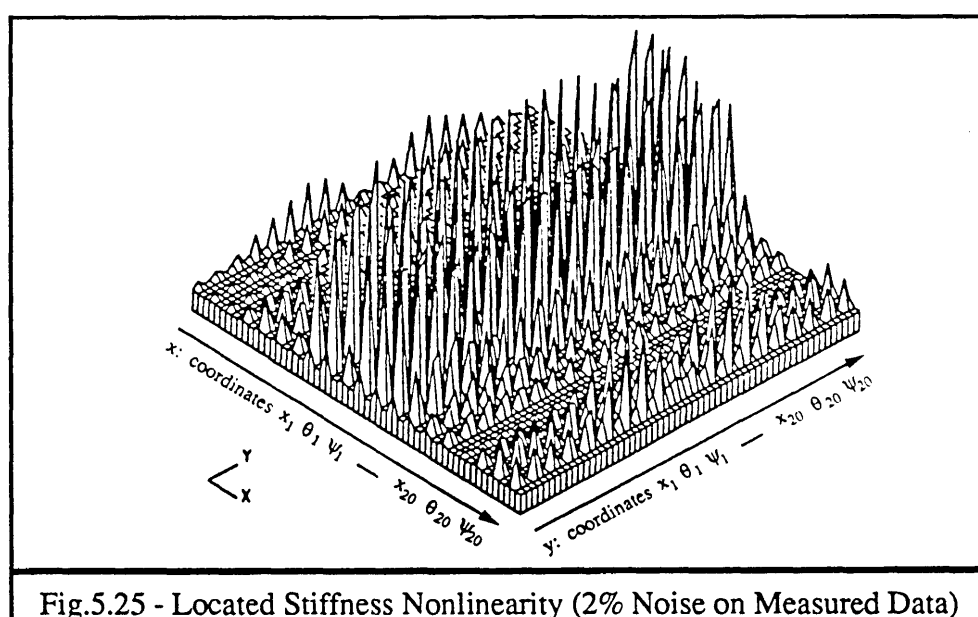 x: coordinates x₁ θ₁ ψ₁ — x₂₀ θ₂₀ ψ₂₀
y: coordinates x₁ θ₁ ψ₁ — x₂₀ θ₂₀ ψ₂₀
Y
X
Fig.5.25 - Located Stiffness Nonlinearity (2% Noise on Measured Data)